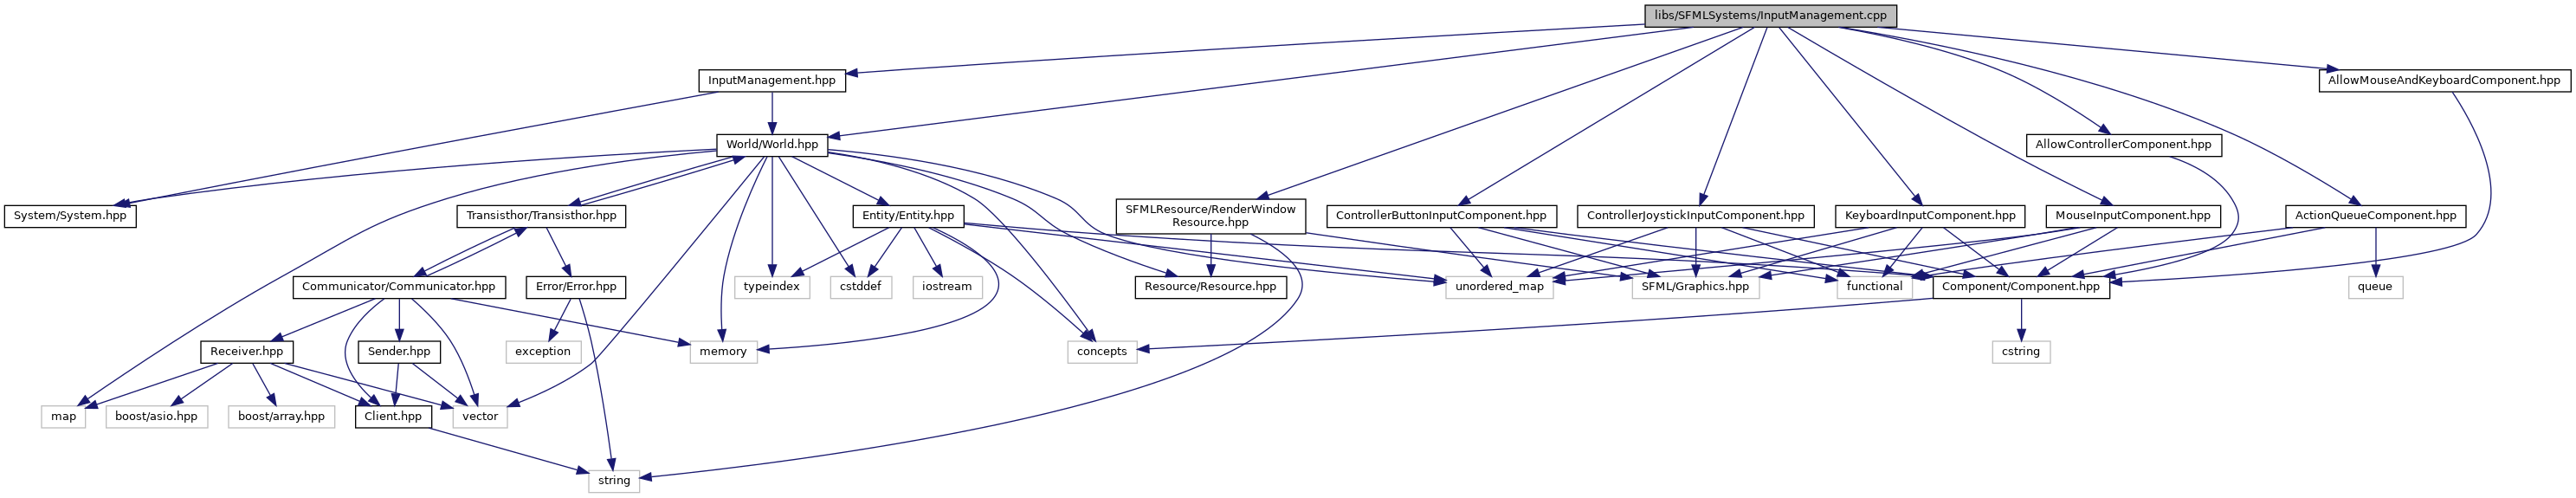 libs/SFMLSystems/InputManagement.cpp
InputManagement.hpp
AllowMouseAndKeyboardComponent.hpp
World/World.hpp
AllowControllerComponent.hpp
System/System.hpp
Transisthor/Transisthor.hpp
Entity/Entity.hpp
SFMLResource/RenderWindow
Resource.hpp
ControllerButtonInputComponent.hpp
ControllerJoystickInputComponent.hpp
KeyboardInputComponent.hpp
MouseInputComponent.hpp
ActionQueueComponent.hpp
Communicator/Communicator.hpp
Error/Error.hpp
typeindex
cstddef
iostream
Resource/Resource.hpp
unordered_map
SFML/Graphics.hpp
functional
Component/Component.hpp
queue
Receiver.hpp
Sender.hpp
exception
memory
concepts
cstring
map
boost/asio.hpp
boost/array.hpp
Client.hpp
vector
string